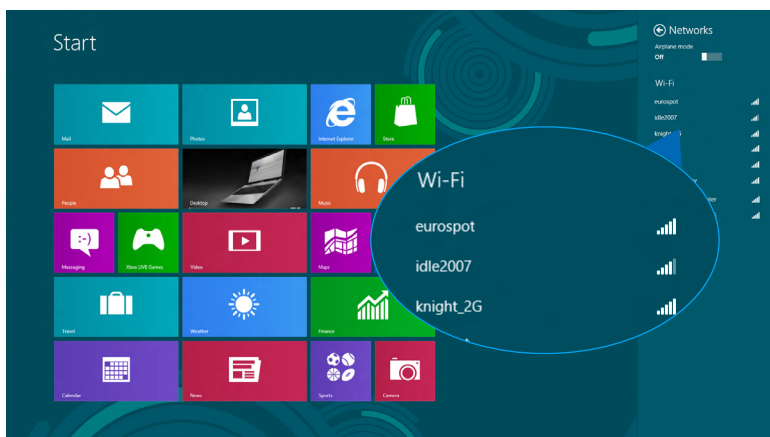 Start
Mail
Photos
Internet Explorer
Store
People
Desktop
Music
Messaging
Xbox LIVE Games
Video
Maps
Travel
Weather
Finance
Calendar
News
Sports
Camera
Networks
Airplane mode
Off
Wi-Fi
eurospot
idle2007
Wi-Fi
eurospot
idle2007
knight_2G